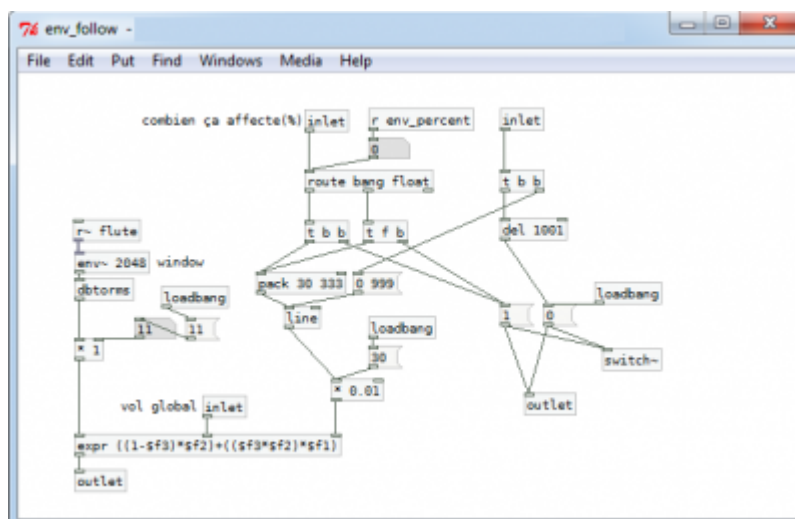 env_follow -
File Edit Put Find Windows Media Help
combien ça affecte(%) inlet
r env_percent
inlet
0
route bang float
t b b
r~ flute
t b b
t f b
del 1001
env~ 2048 window
dbtorms
loadbang
pack 30 333
0 999
loadbang
11
11
line
loadbang
1
0
* 1
30
switch~
* 0.01
vol global inlet
outlet
expr ((1-$f3)*$f2)+(($f3*$f2)*$f1)
outlet